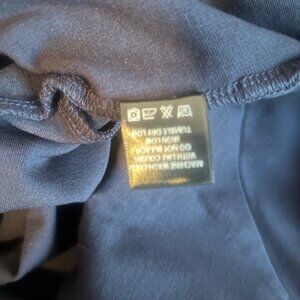 MACHINE WASH COLD
WITH LIKE COLORS
DO NOT BLEACH
TUMBLE DRY LOW
IRON LOW